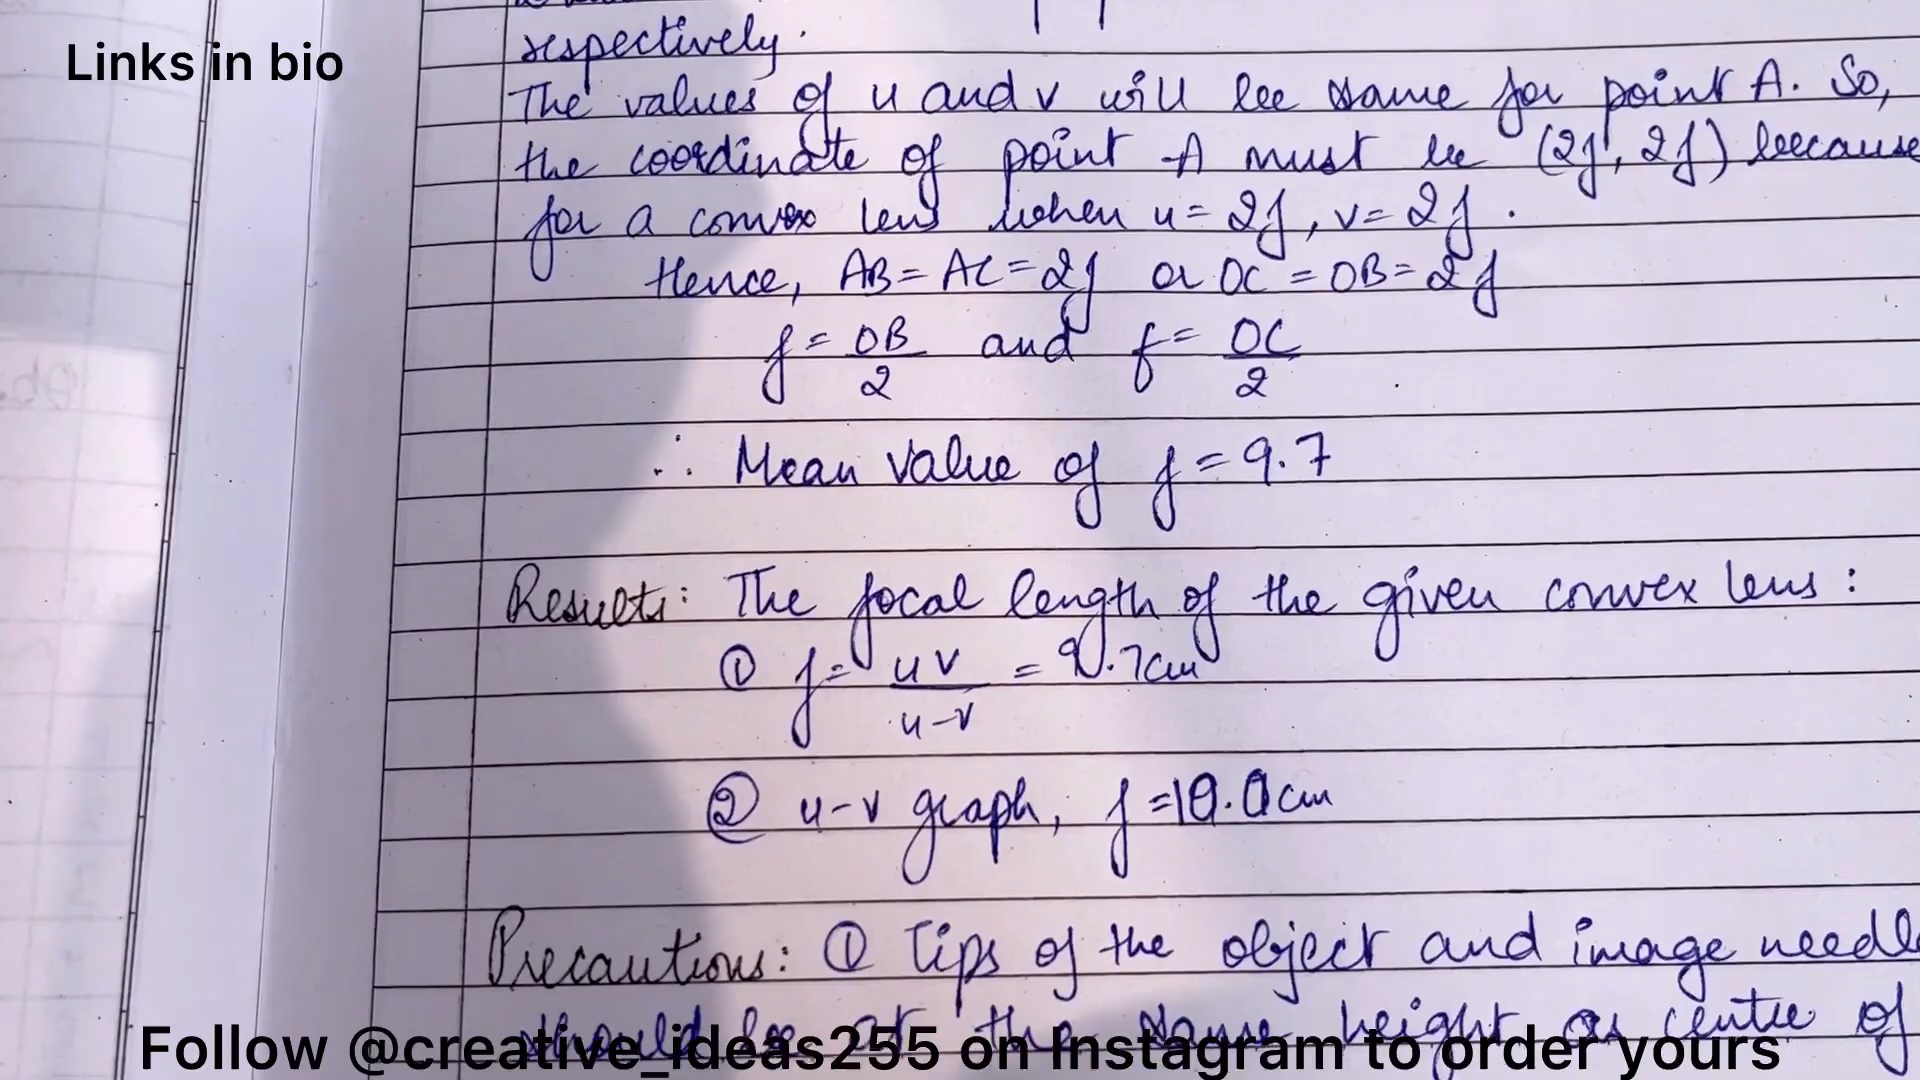 Links in bio
respectively.
The values of u and v will be same for point A. So,
the coordinate of point A must be (2f, 2f) because
for a convex lens when u = 2f, v = 2f.
Hence, AB = AC = 2f or OC = OB = 2f
f = OB/2 and f = OC/2
∴ Mean value of f = 9.7
Results: The focal length of the given convex lens:
① f = uv/u-v = 9.7cm
② u-v graph, f = 10.0cm
Precautions: ① Tips of the object and image needle
should be at the same height as centre of
Follow @creative_ideas255 on Instagram to order yours